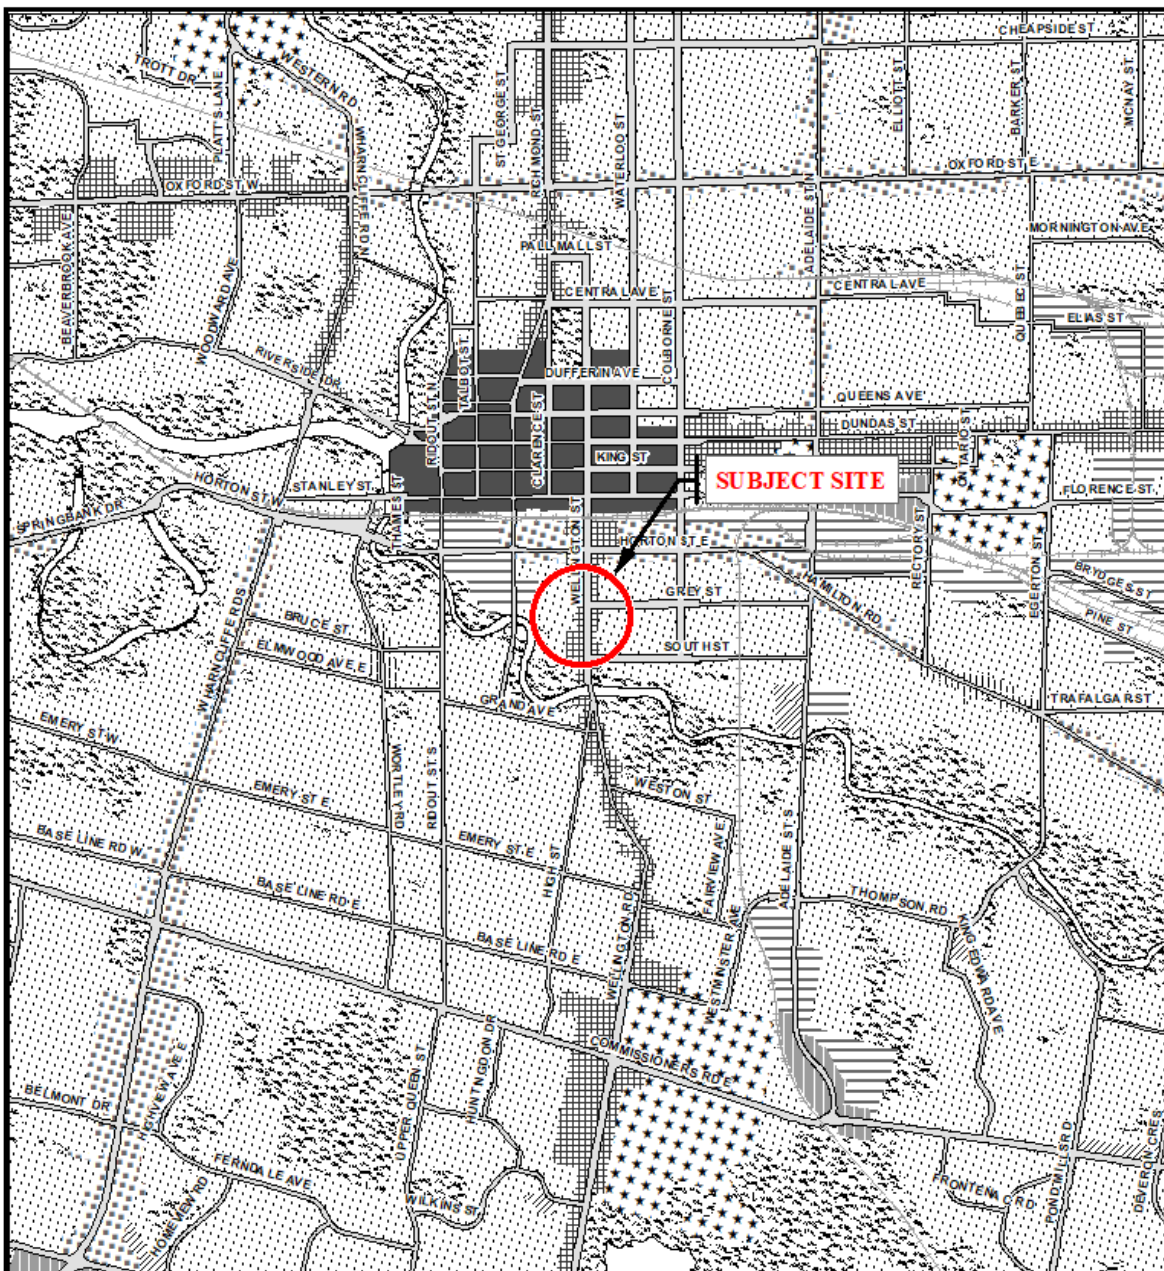 CHEAPSIDE ST
TROTT DR
PLATT'S LANE
WESTERN RD
WHARNCLIFFE RD N
ST GEORGE ST
RICHMOND ST
WATERLOO ST
ELLIOTT ST
BARKER ST
MCNAY ST
OXFORD ST E
OXFORD ST W
ADELAIDE ST N
BEAVERBROOK AVE
WOODWARD AVE
PALL MALL ST
MORNINGTON AVE
CENTRAL AVE
CENTRAL AVE
COLBORNE ST
QUEBEC ST
ELIAS ST
RIVERSIDE DR
TALBOT ST
DUFFERIN AVE
RIDOUT ST N
CLARENCE ST
QUEENS AVE
DUNDAS ST
ONTARIO ST
KING ST
SUBJECT SITE
STANLEY ST
HORTON ST W
SPRINGBANK DR
THAMES ST
WELLINGTON ST
FLORENCE ST
RECTORY ST
EGERTON ST
HORTON ST E
HAMILTON RD
BRYDGES ST
PINE ST
GREY ST
SOUTH ST
BRUCE ST
ELMWOOD AVE E
WHARNCLIFFE RD S
TRAFALGAR ST
GRAND AVE
EMERY ST W
WORTLEY RD
RIDOUT ST S
WESTON ST
EMERY ST E
EMERY ST E
FAIRVIEW AVE
ADELAIDE ST S
BASE LINE RD W
BASE LINE RD E
HIGH ST
THOMPSON RD
KING EDWARD AVE
BASE LINE RD E
WELLINGTON RD
WESTMINSTER AVE
COMMISSIONERS RD E
HIGHVIEW AVE E
UPPER QUEEN ST
HUNTINGDON DR
BELMONT DR
FERNDALE AVE
HOMEVIEW RD
WILKINS ST
FRONTENAC RD
POND MILLS RD
DEVERON CRES